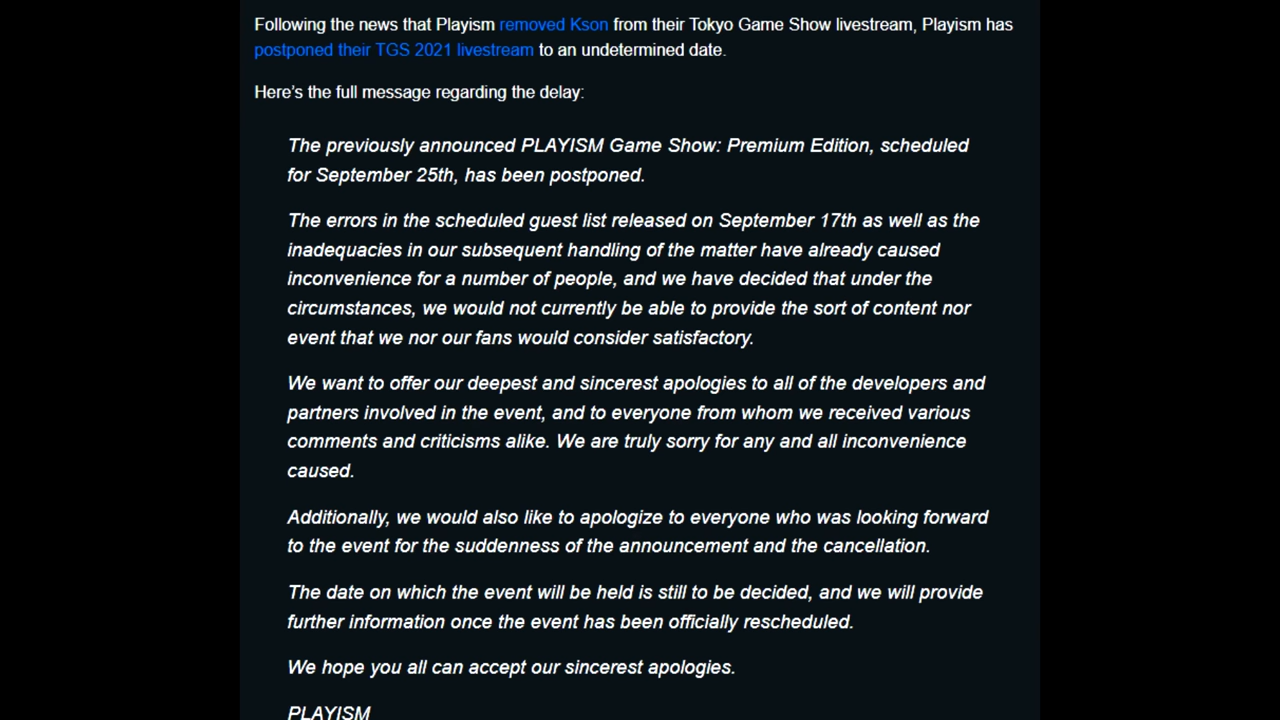 Following the news that Playism removed Kson from their Tokyo Game Show livestream, Playism has
postponed their TGS 2021 livestream to an undetermined date.
Here's the full message regarding the delay:
The previously announced PLAYISM Game Show: Premium Edition, scheduled
for September 25th, has been postponed.
The errors in the scheduled guest list released on September 17th as well as the
inadequacies in our subsequent handling of the matter have already caused
inconvenience for a number of people, and we have decided that under the
circumstances, we would not currently be able to provide the sort of content nor
event that we nor our fans would consider satisfactory.
We want to offer our deepest and sincerest apologies to all of the developers and
partners involved in the event, and to everyone from whom we received various
comments and criticisms alike. We are truly sorry for any and all inconvenience
caused.
Additionally, we would also like to apologize to everyone who was looking forward
to the event for the suddenness of the announcement and the cancellation.
The date on which the event will be held is still to be decided, and we will provide
further information once the event has been officially rescheduled.
We hope you all can accept our sincerest apologies.
PLAYISM